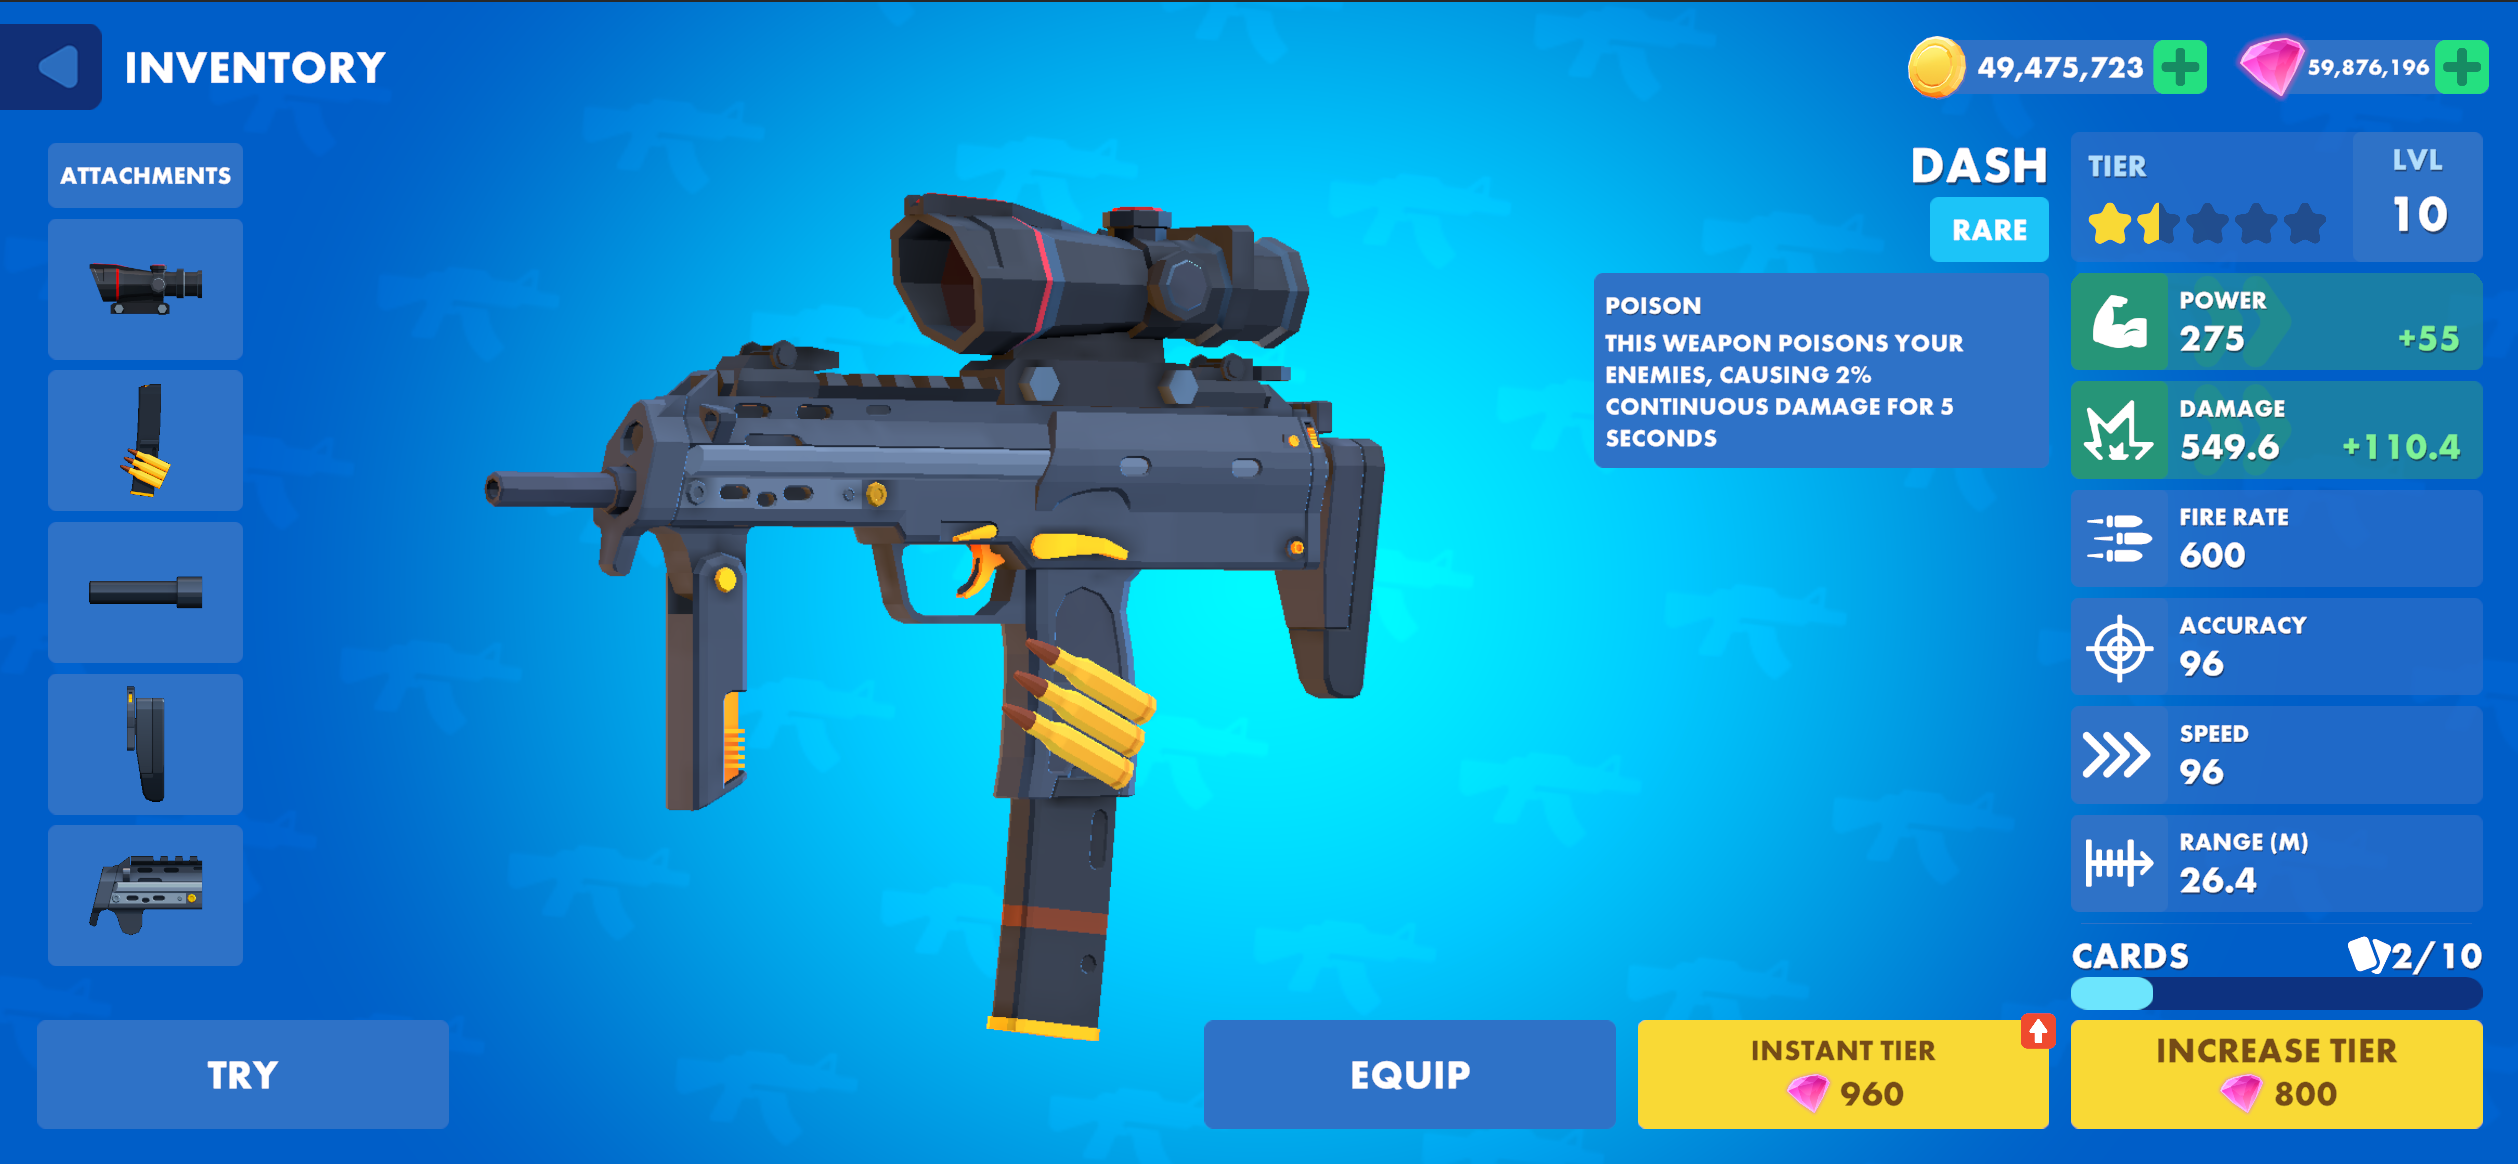 INVENTORY
49,475,723
59,876,196
ATTACHMENTS
DASH
RARE
TIER
LVL
10
POISON
THIS WEAPON POISONS YOUR
ENEMIES, CAUSING 2%
CONTINUOUS DAMAGE FOR 5
SECONDS
POWER
275
+55
DAMAGE
549.6
+110.4
FIRE RATE
600
ACCURACY
96
SPEED
96
RANGE (M)
26.4
CARDS
2/10
TRY
EQUIP
INSTANT TIER
960
INCREASE TIER
800